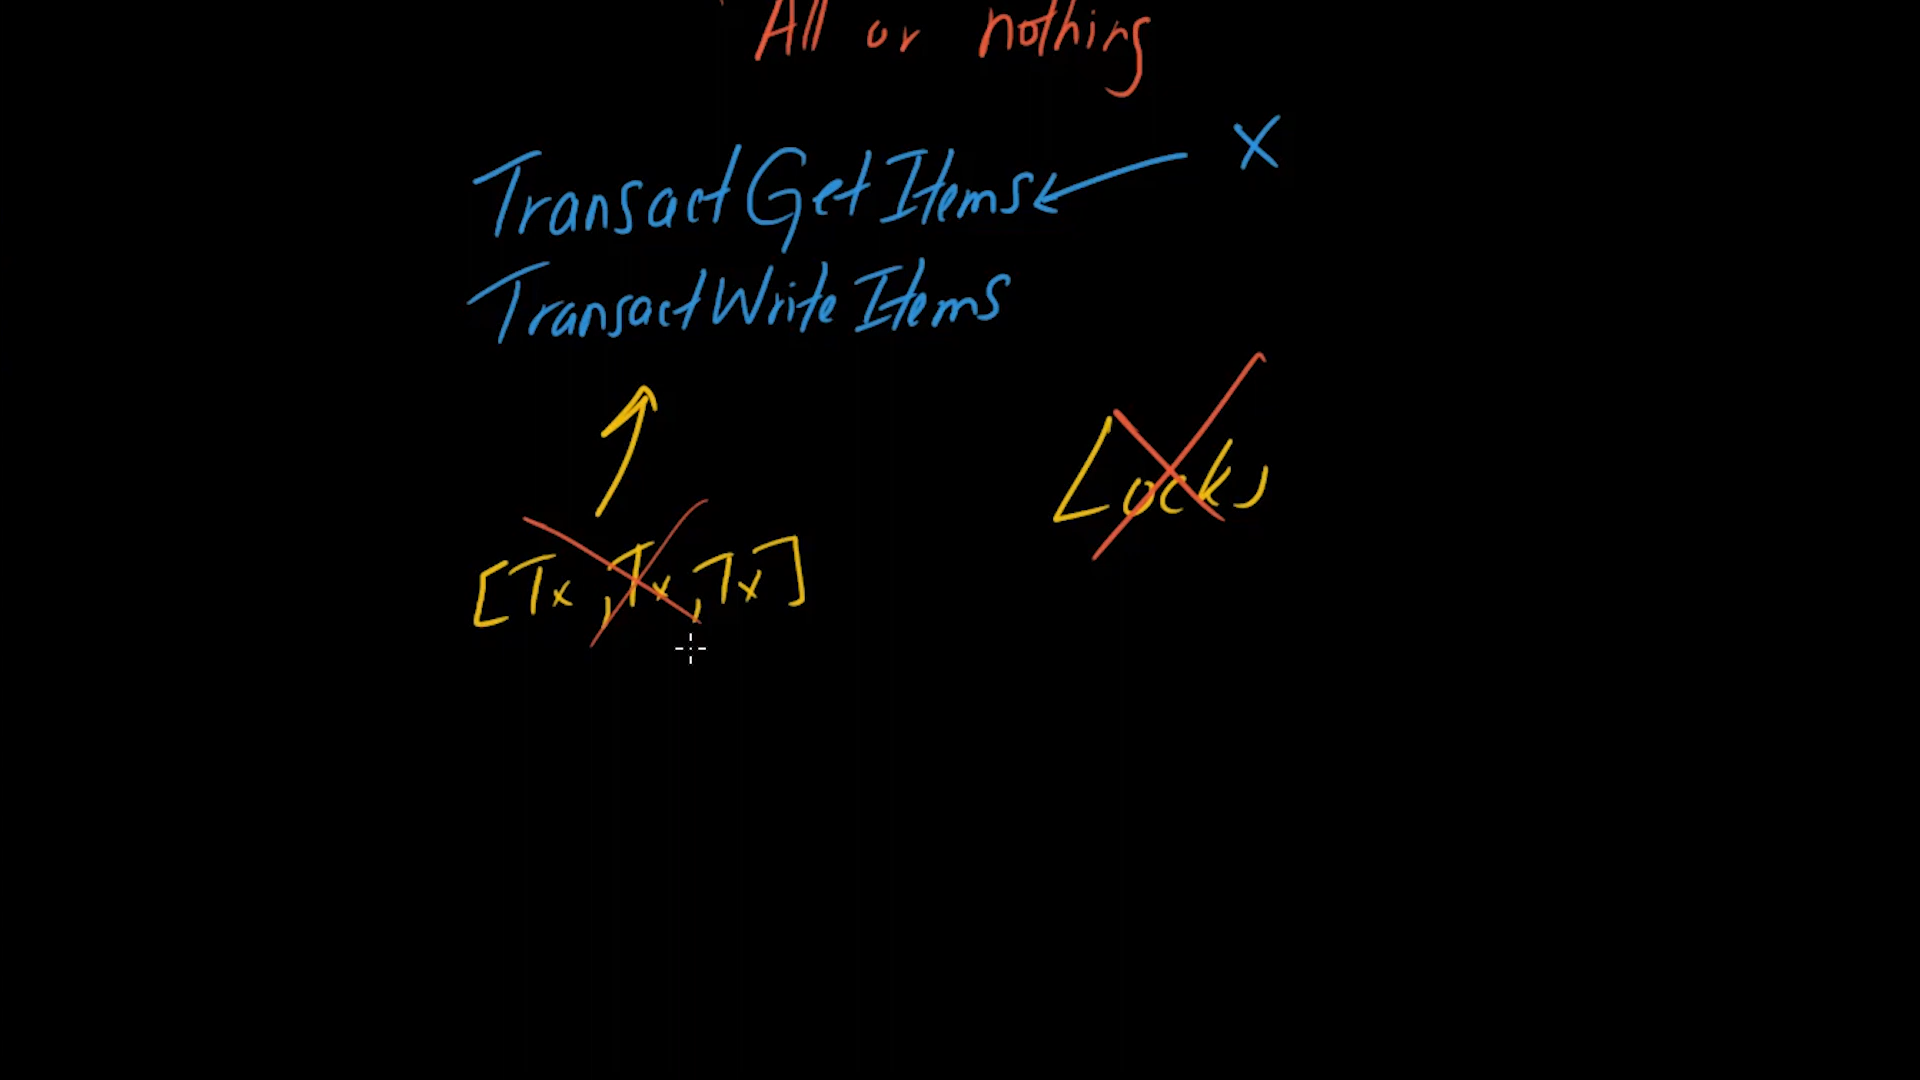 All or nothing
X
TransactGetItems
TransactWriteItems
Locks
[Tx, Tx, Tx]